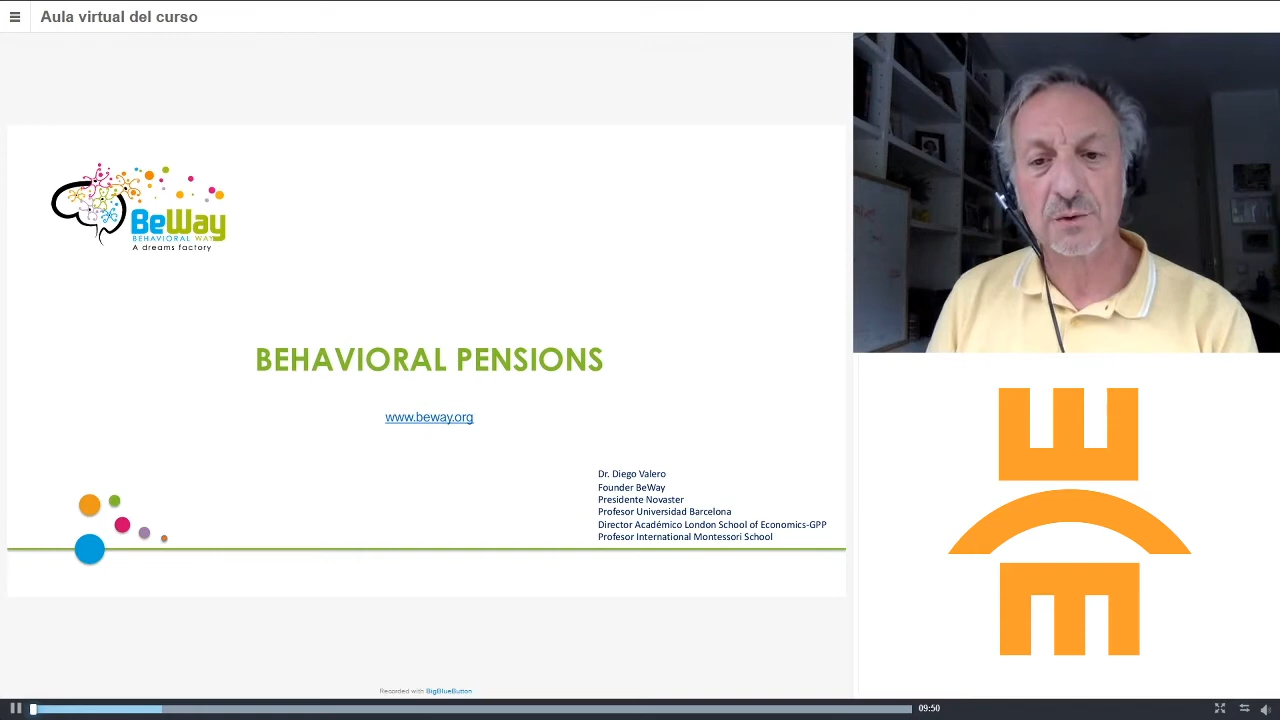 Aula virtual del curso
BeWay
BEHAVIORAL WAY
A dreams factory
BEHAVIORAL PENSIONS
www.beway.org
Dr. Diego Valero
Founder BeWay
Presidente Novaster
Profesor Universidad Barcelona
Director Académico London School of Economics-GPP
Profesor International Montessori School
Recorded with BigBlueButton
09:50